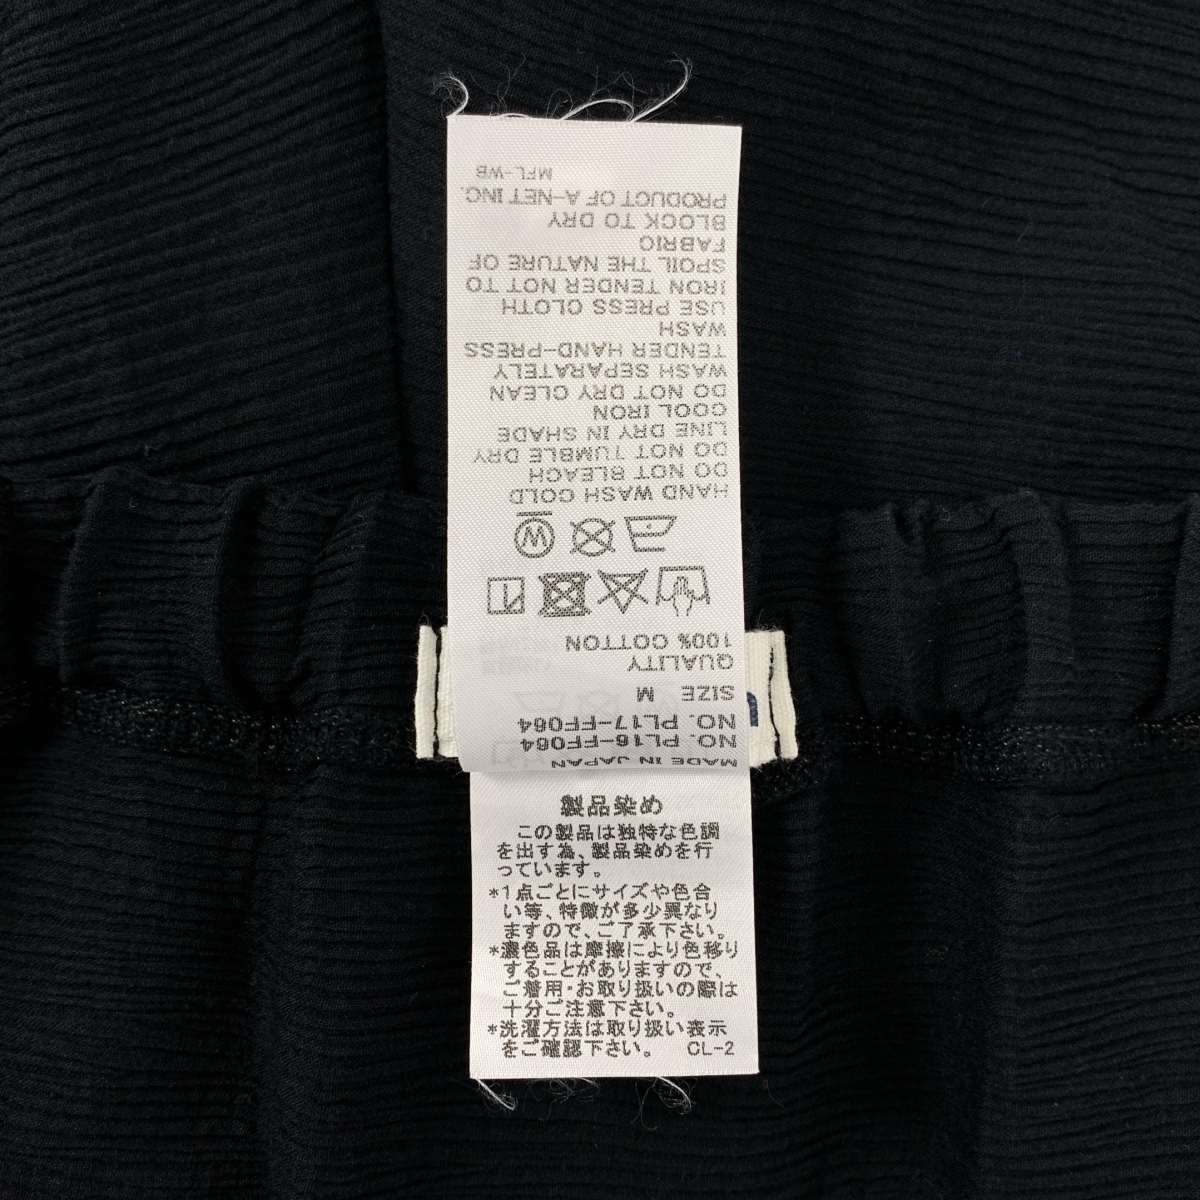 MADE IN JAPAN
NO. PL16-FF064
NO. PL17-FF064
SIZE M
QUALITY
100% COTTON
HAND WASH COLD
DO NOT BLEACH
DO NOT TUMBLE DRY
LINE DRY IN SHADE
COOL IRON
DO NOT DRY CLEAN
WASH SEPARATELY
TENDER HAND-PRESS
WASH
USE PRESS CLOTH
IRON TENDER NOT TO
SPOIL THE NATURE OF
FABRIC
BLOCK TO DRY
PRODUCT OF A-NET INC.
MFL-WB
製品染め
この製品は独特な色調
を出す為、製品染めを行
っています。
*1点ごとにサイズや色合
い等、特徴が多少異なり
ますので、ご了承下さい。
*濃色品は摩擦により色移り
することがありますので、
ご着用・お取り扱いの際は
十分ご注意下さい。
*洗濯方法は取り扱い表示
をご確認下さい。 CL-2